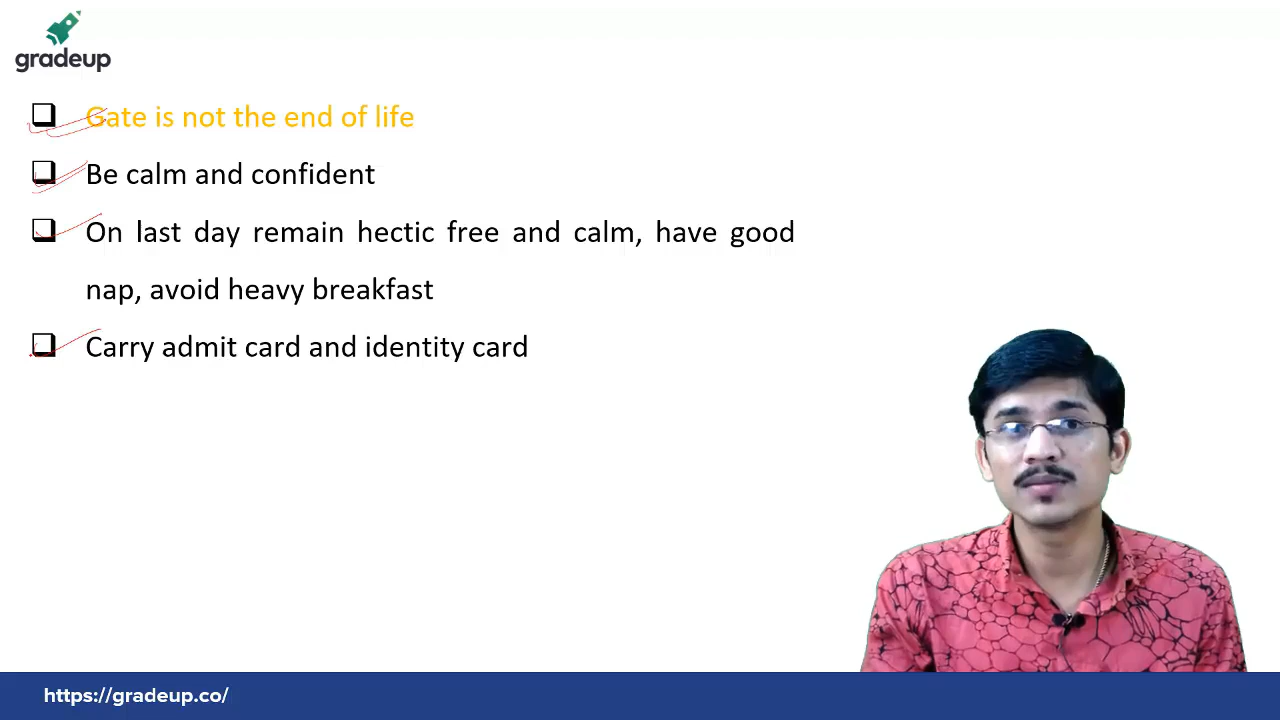 gradeup
Gate is not the end of life
Be calm and confident
On last day remain hectic free and calm, have good
nap, avoid heavy breakfast
Carry admit card and identity card
https://gradeup.co/